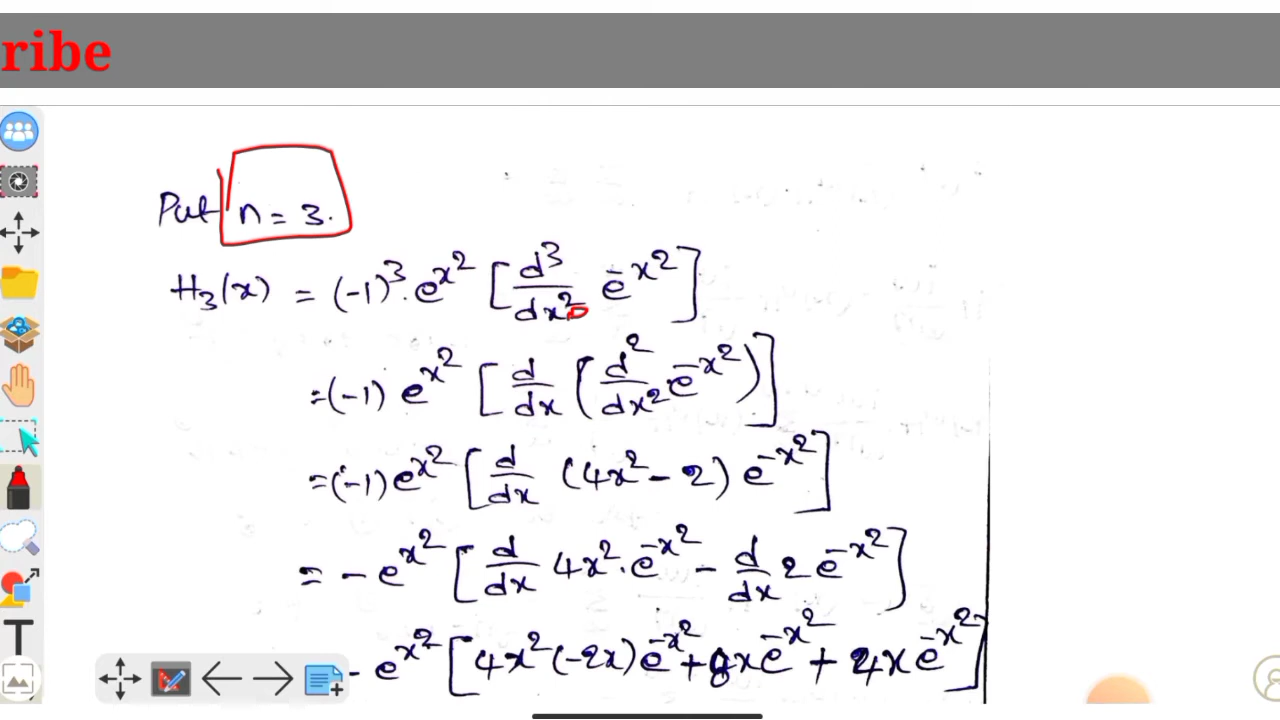 ribe
Put n = 3.
H₃(x) = (-1)³ · e^{x²} [ d³/dx² e^{-x²} ]
= (-1) e^{x²} [ d/dx ( d²/dx² e^{-x²} ) ]
= (-1) e^{x²} [ d/dx (4x² - 2) e^{-x²} ]
= - e^{x²} [ d/dx 4x² · e^{-x²} - d/dx 2 e^{-x²} ]
- e^{x²} [ 4x² (-2x) e^{-x²} + 8x e^{-x²} + 4x e^{-x²} ]
T